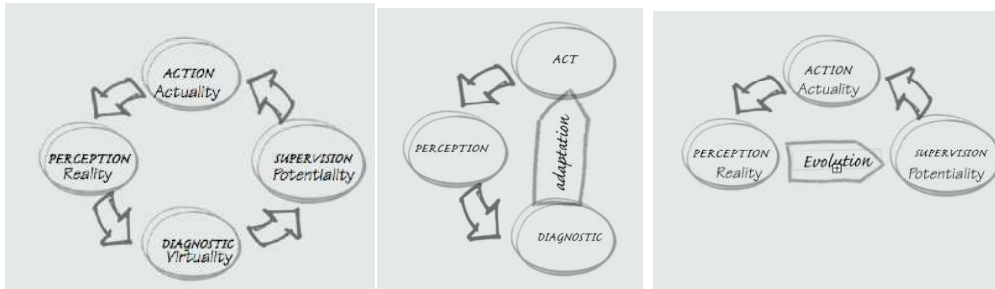 ACTION
Actuality
PERCEPTION
Reality
SUPERVISION
Potentiality
DIAGNOSTIC
Virtuality
ACT
PERCEPTION
adaptation
DIAGNOSTIC
ACTION
Actuality
PERCEPTION
Reality
Evolution
SUPERVISION
Potentiality